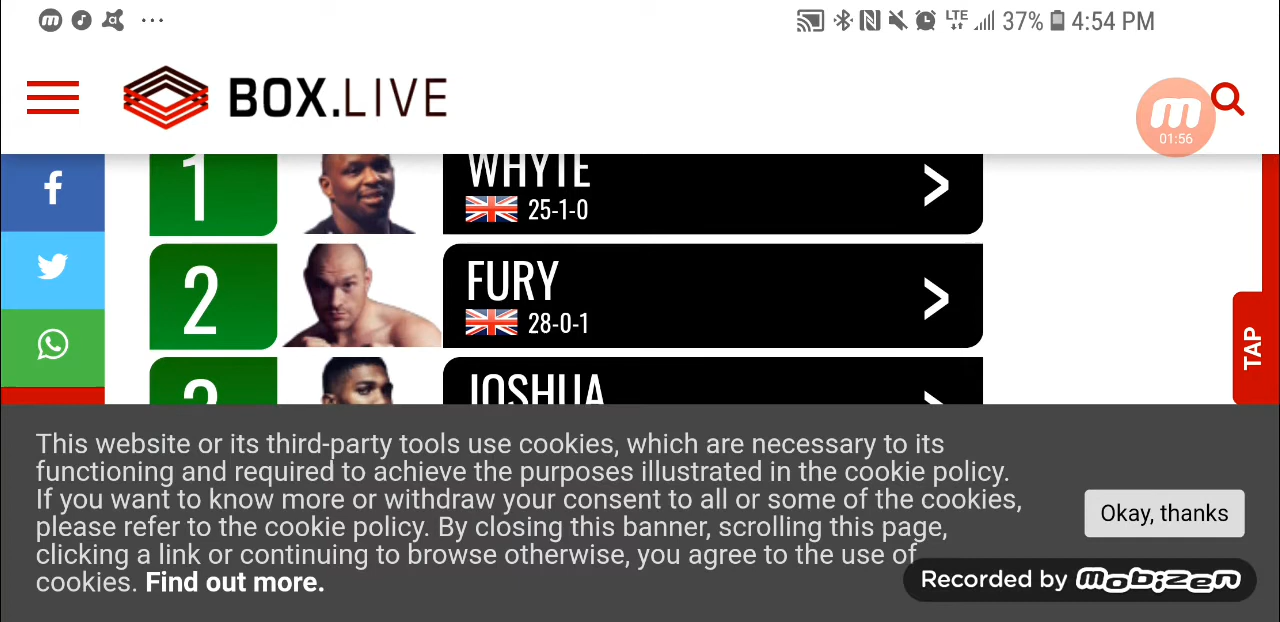 LTE 37% 4:54 PM
BOX.LIVE
01:56
1 WHYTE
25-1-0
2 FURY
28-0-1
JOSHUA
TAP
This website or its third-party tools use cookies, which are necessary to its
functioning and required to achieve the purposes illustrated in the cookie policy.
If you want to know more or withdraw your consent to all or some of the cookies,
please refer to the cookie policy. By closing this banner, scrolling this page,
clicking a link or continuing to browse otherwise, you agree to the use of
cookies. Find out more.
Okay, thanks
Recorded by mobizen